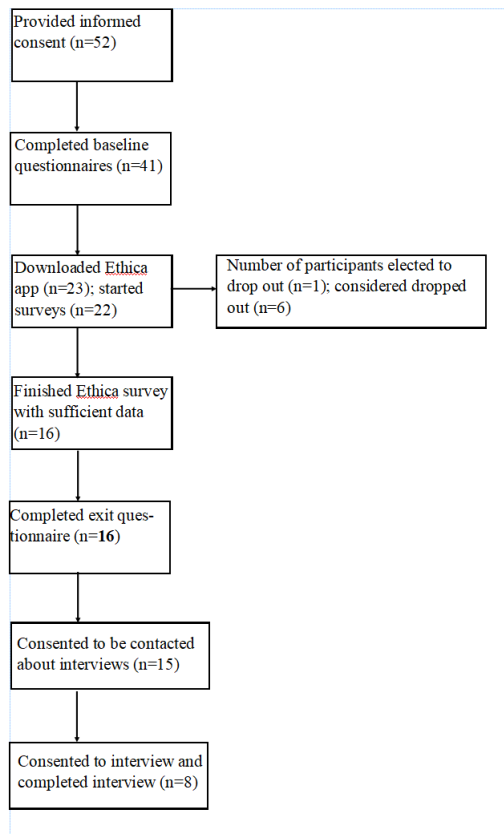 Provided informed
consent (n=52)
Completed baseline
questionnaires (n=41)
Downloaded Ethica
app (n=23); started
surveys (n=22)
Number of participants elected to
drop out (n=1); considered dropped
out (n=6)
Finished Ethica survey
with sufficient data
(n=16)
Completed exit ques-
tionnaire (n=16)
Consented to be contacted
about interviews (n=15)
Consented to interview and
completed interview (n=8)